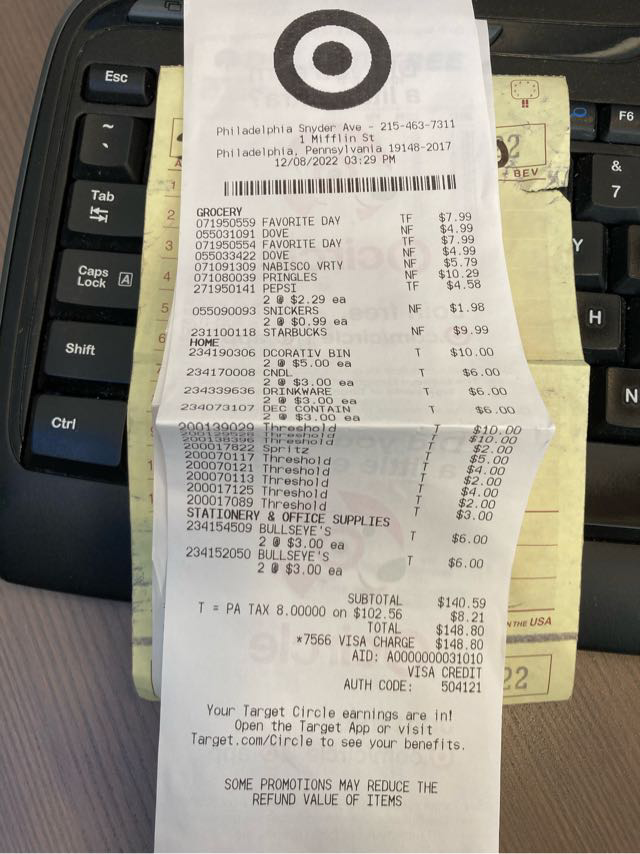 Esc
~
Tab
Caps
Lock
A
Shift
Ctrl
F6
&
7
Y
H
N
BEV
IN THE USA
22
Philadelphia Snyder Ave - 215-463-7311
1 Mifflin St
Philadelphia, Pennsylvania 19148-2017
12/08/2022 03:29 PM
GROCERY
071950559 FAVORITE DAY TF $7.99
055031091 DOVE NF $4.99
071950554 FAVORITE DAY TF $7.99
055033422 DOVE NF $4.99
071091309 NABISCO VRTY NF $5.79
071080039 PRINGLES NF $10.29
271950141 PEPSI TF $4.58
2 @ $2.29 ea
055090093 SNICKERS NF $1.98
2 @ $0.99 ea
231100118 STARBUCKS NF $9.99
HOME
234190306 DCORATIV BIN T $10.00
2 @ $5.00 ea
234170008 CNDL T $6.00
2 @ $3.00 ea
234339636 DRINKWARE T $6.00
2 @ $3.00 ea
234073107 DEC CONTAIN T $6.00
2 @ $3.00 ea
200139029 Threshold T $10.00
Threshold T $10.00
200138396 Threshold T $2.00
200017822 Spritz T $5.00
200070117 Threshold T $4.00
200070121 Threshold T $2.00
200070113 Threshold T $4.00
200017125 Threshold T $2.00
200017089 Threshold T $3.00
STATIONERY & OFFICE SUPPLIES
234154509 BULLSEYE'S T $6.00
2 @ $3.00 ea
234152050 BULLSEYE'S T $6.00
2 @ $3.00 ea
SUBTOTAL $140.59
T = PA TAX 8.00000 on $102.56 $8.21
TOTAL $148.80
*7566 VISA CHARGE $148.80
AID: A0000000031010
VISA CREDIT
AUTH CODE: 504121
Your Target Circle earnings are in!
Open the Target App or visit
Target.com/Circle to see your benefits.
SOME PROMOTIONS MAY REDUCE THE
REFUND VALUE OF ITEMS